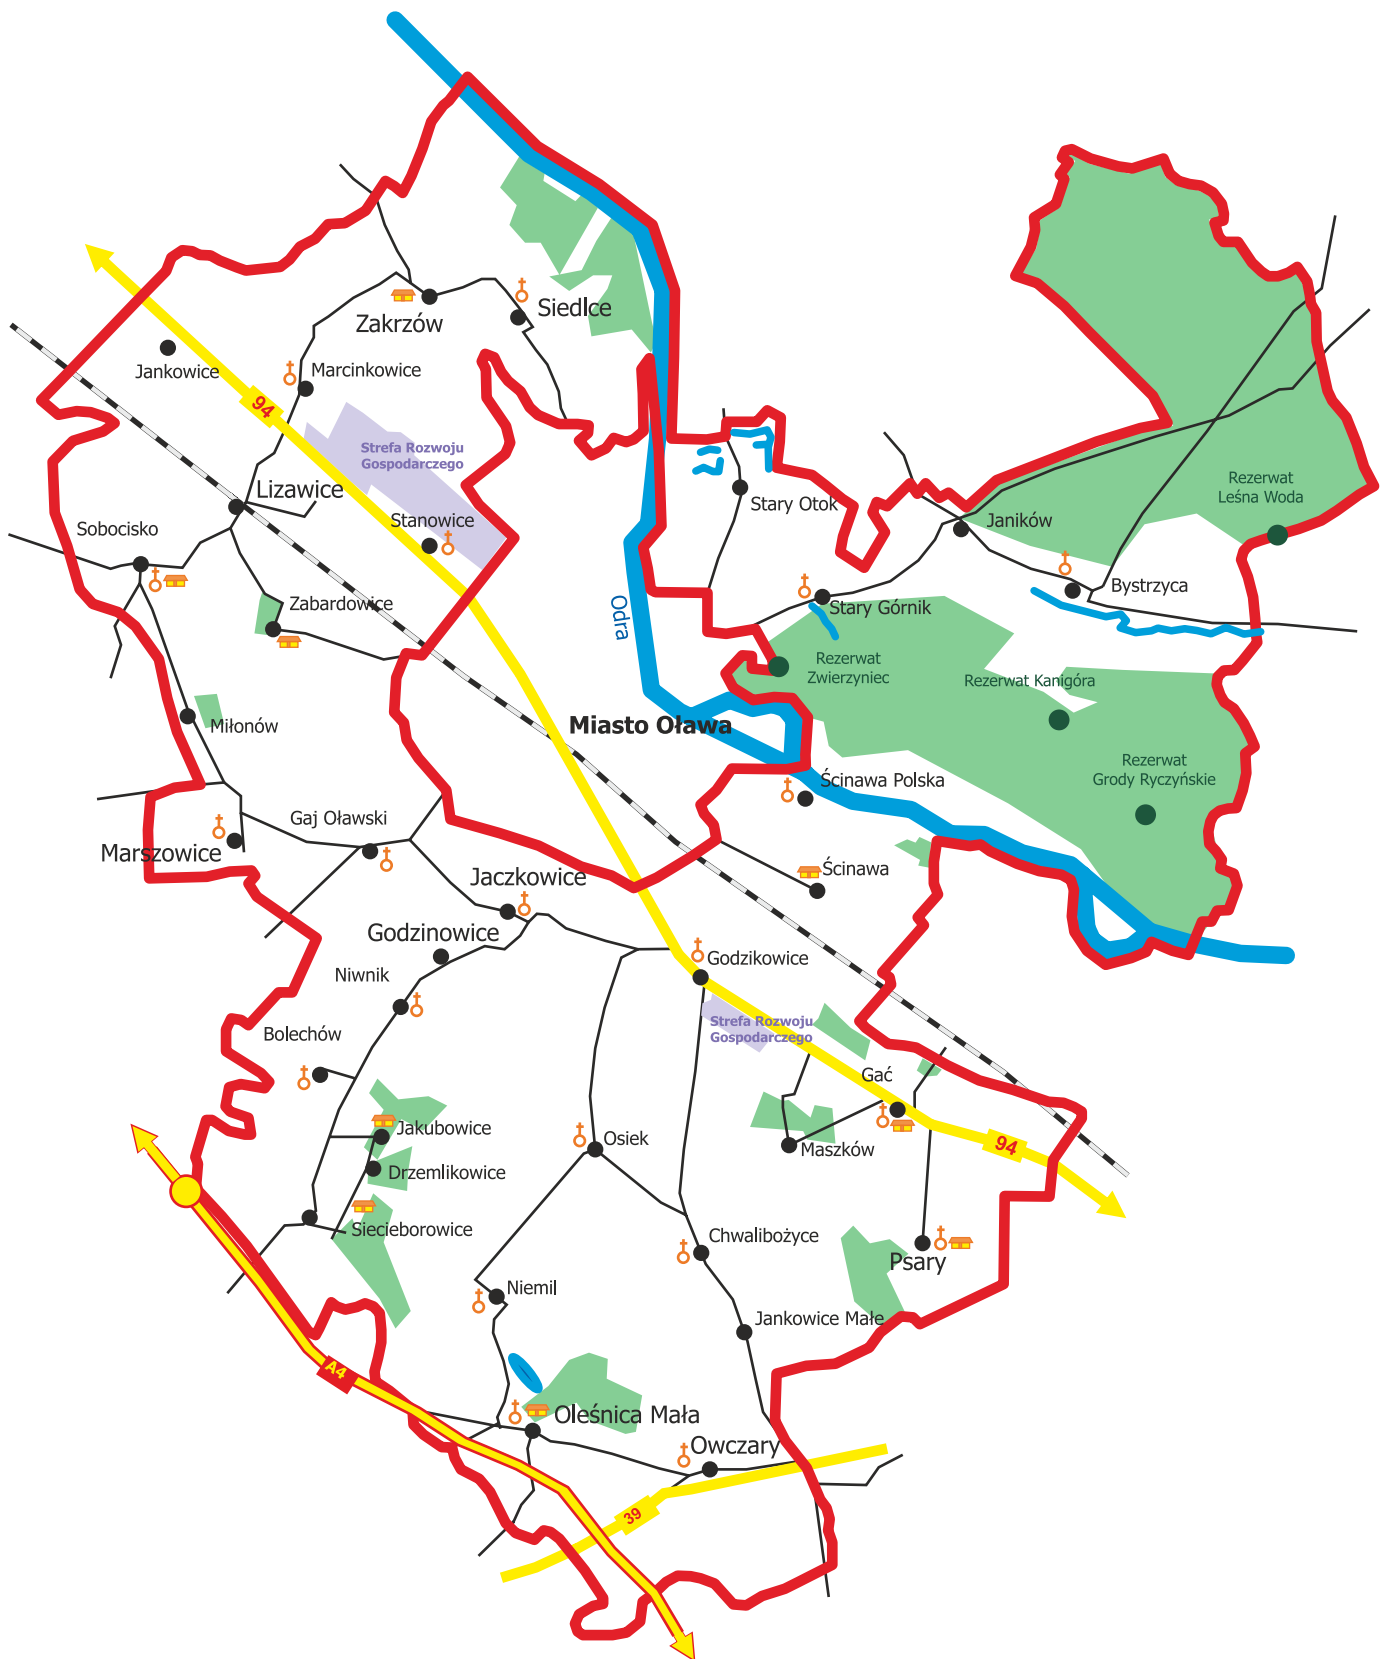 Siedlce
Zakrzów
Jankowice
Marcinkowice
94
Strefa Rozwoju
Gospodarczego
Lizawice
Stanowice
Sobocisko
Zabardowice
Miłonów
Stary Otok
Janików
Rezerwat
Leśna Woda
Bystrzyca
Stary Górnik
Odra
Rezerwat
Zwierzyniec
Rezerwat Kanigóra
Miasto Oława
Rezerwat
Grody Ryczyńskie
Ścinawa Polska
Gaj Oławski
Marszowice
Ścinawa
Jaczkowice
Godzinowice
Godzikowice
Niwnik
Strefa Rozwoju
Gospodarczego
Bolechów
Gać
Jakubowice
Osiek
Maszków
94
Drzemlikowice
Siecieborowice
Chwalibożyce
Psary
Niemil
Jankowice Małe
A4
Oleśnica Mała
Owczary
39